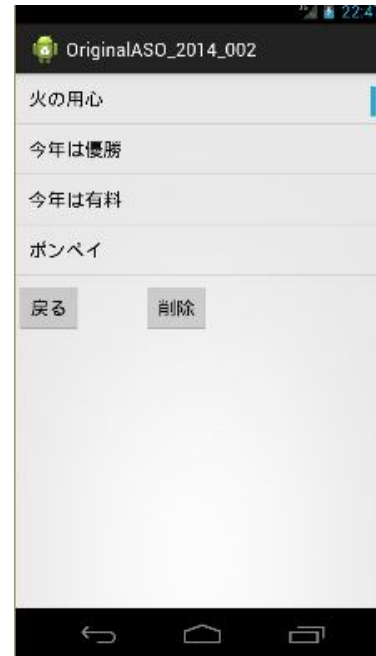 22:4
OriginalASO_2014_002
火の用心
今年は優勝
今年は有料
ポンペイ
戻る 削除